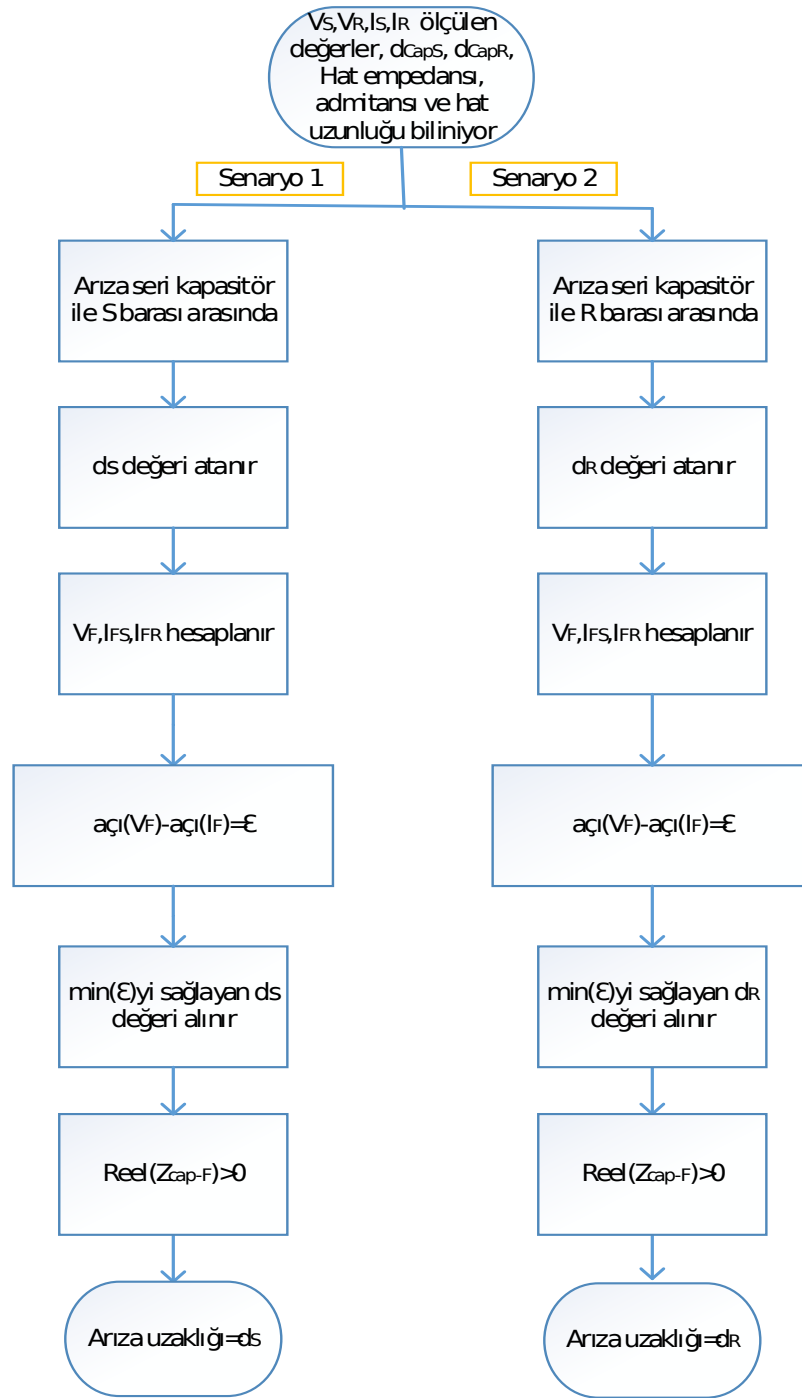 VS,VR,IS,IR ölçülen
değerler, dCapS, dCapR,
Hat empedansı,
admitansı ve hat
uzunluğu biliniyor
Senaryo 1
Senaryo 2
Arıza seri kapasitör
ile S barası arasında
Arıza seri kapasitör
ile R barası arasında
ds değeri atanır
dR değeri atanır
VF,IFS,IFR hesaplanır
VF,IFS,IFR hesaplanır
açı(VF)-açı(IF)=Ɛ
açı(VF)-açı(IF)=Ɛ
min(Ɛ)yi sağlayan ds
değeri alınır
min(Ɛ)yi sağlayan dR
değeri alınır
Reel(Zcap-F)>0
Reel(Zcap-F)>0
Arıza uzaklığı=dS
Arıza uzaklığı=dR